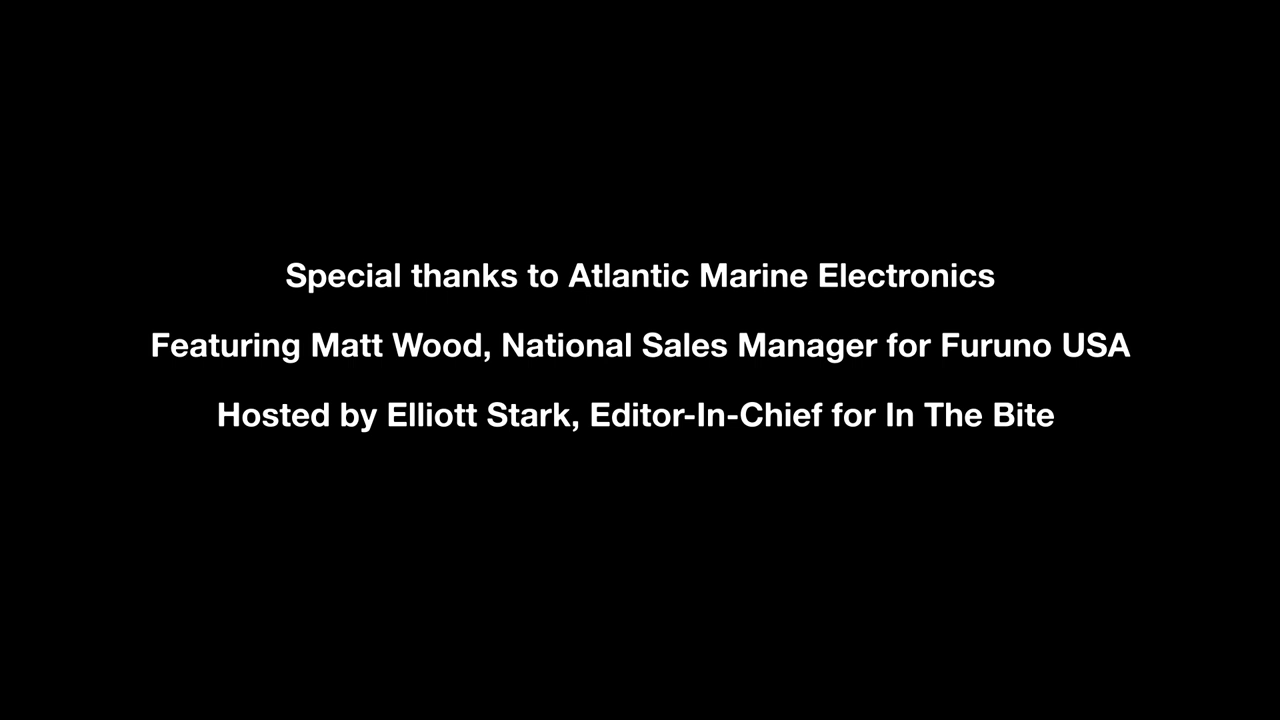 Special thanks to Atlantic Marine Electronics
Featuring Matt Wood, National Sales Manager for Furuno USA
Hosted by Elliott Stark, Editor-In-Chief for In The Bite